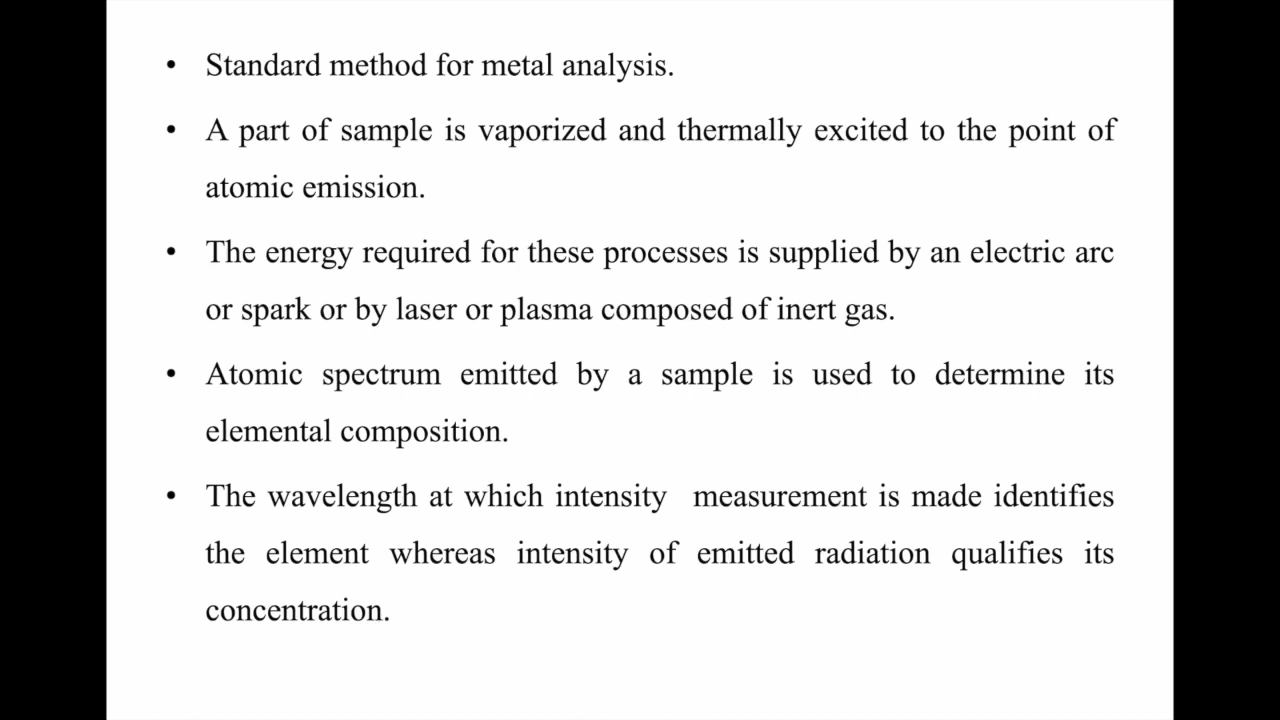 • Standard method for metal analysis.
• A part of sample is vaporized and thermally excited to the point of
atomic emission.
• The energy required for these processes is supplied by an electric arc
or spark or by laser or plasma composed of inert gas.
• Atomic spectrum emitted by a sample is used to determine its
elemental composition.
• The wavelength at which intensity  measurement is made identifies
the element whereas intensity of emitted radiation qualifies its
concentration.